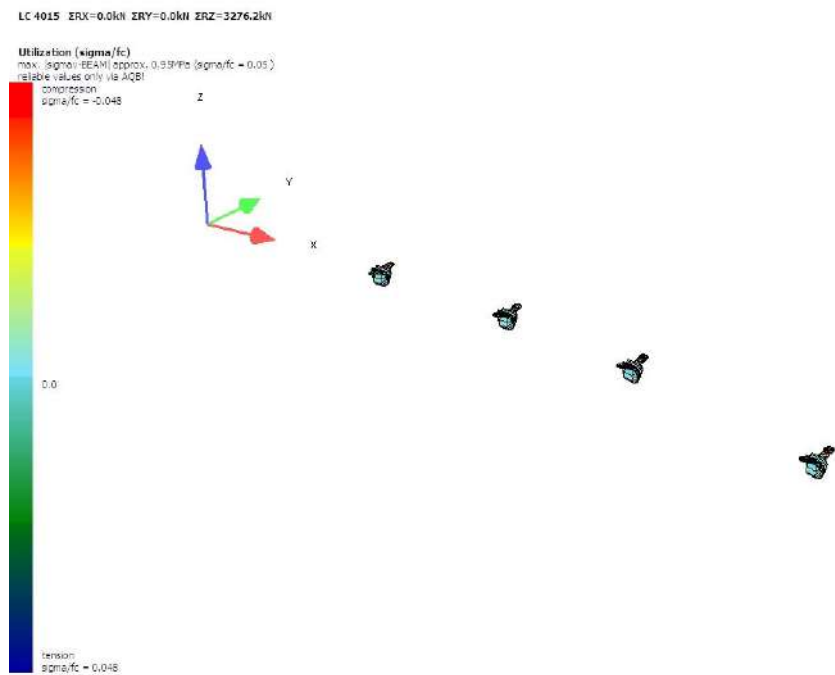 LC 4015 ΣRX=0.0kN ΣRY=0.0kN ΣRZ=3276.2kN
Utilization (sigma/fc)
max. |sigmav-BEAM| approx. 0.95MPa (sigma/fc = 0.05)
reliable values only via AQB!
compression
sigma/fc = -0.048
Z
Y
X
0.0
tension
sigma/fc = 0.048